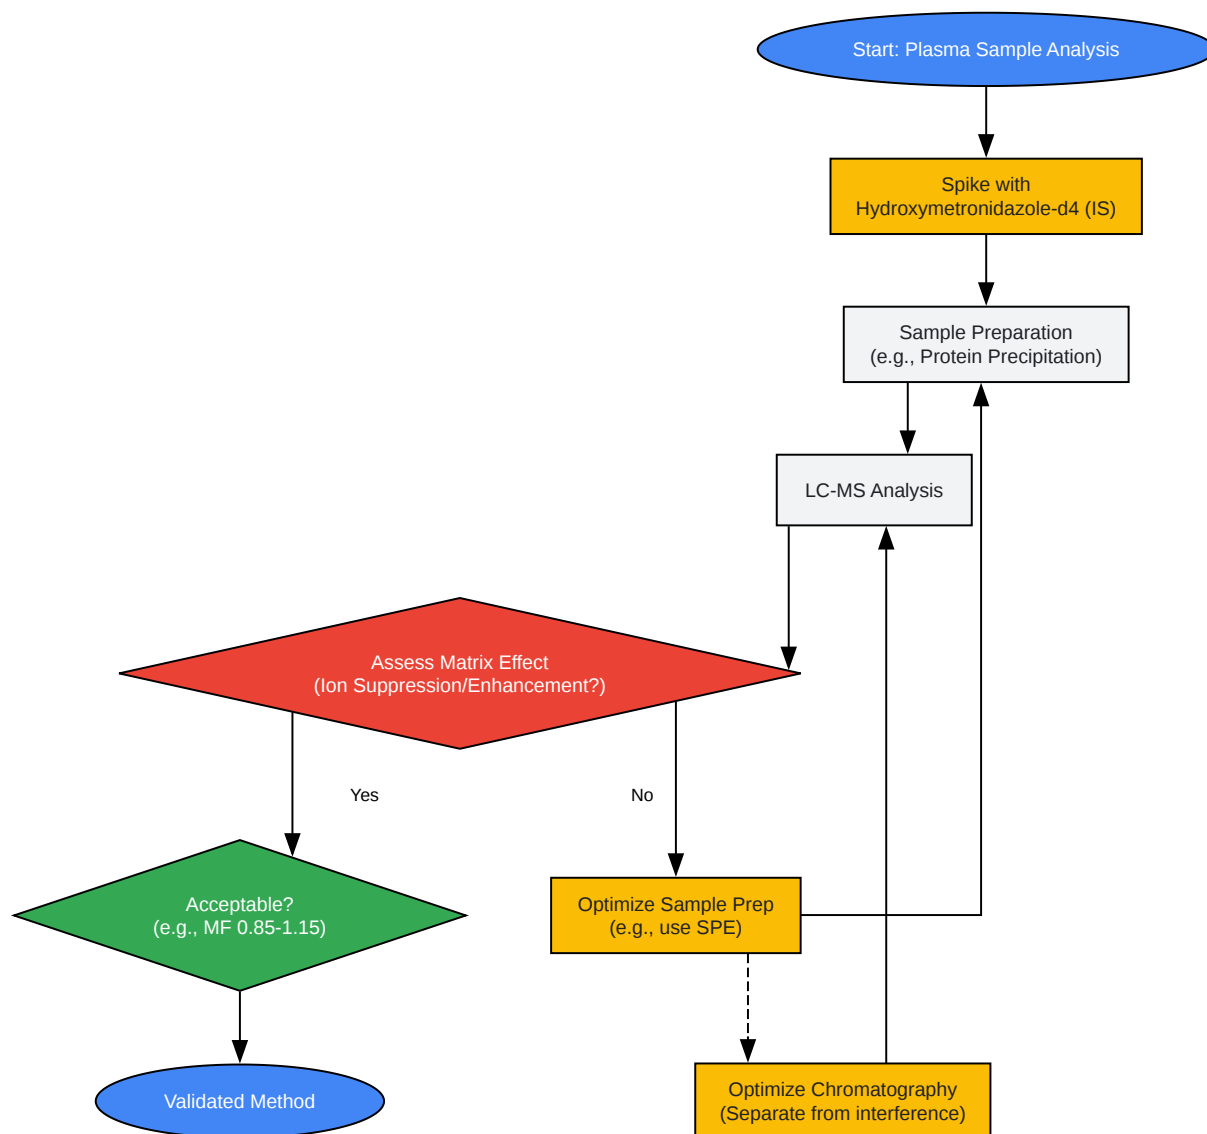 Start: Plasma Sample Analysis
Spike with
Hydroxymetronidazole-d4 (IS)
Sample Preparation
(e.g., Protein Precipitation)
LC-MS Analysis
Assess Matrix Effect
(Ion Suppression/Enhancement?)
Yes
No
Acceptable?
(e.g., MF 0.85-1.15)
Optimize Sample Prep
(e.g., use SPE)
Validated Method
Optimize Chromatography
(Separate from interference)